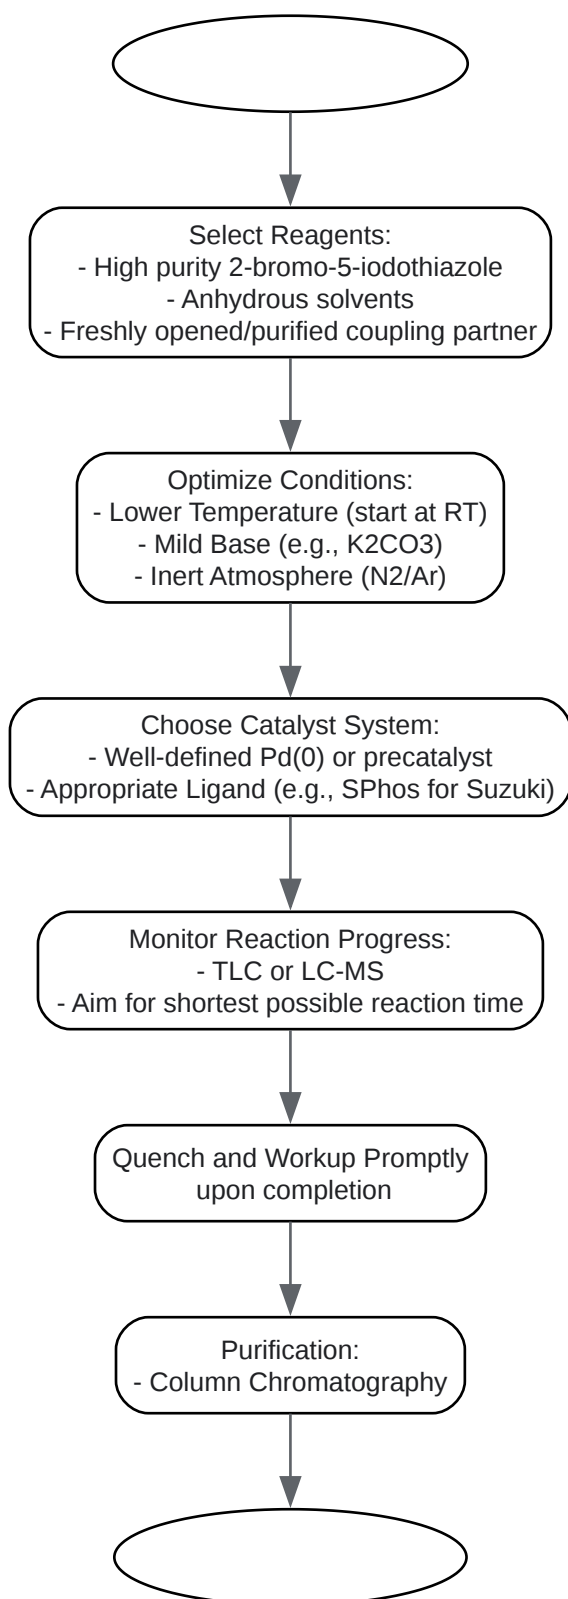 Select Reagents:
- High purity 2-bromo-5-iodothiazole
- Anhydrous solvents
- Freshly opened/purified coupling partner
Optimize Conditions:
- Lower Temperature (start at RT)
- Mild Base (e.g., K2CO3)
- Inert Atmosphere (N2/Ar)
Choose Catalyst System:
- Well-defined Pd(0) or precatalyst
- Appropriate Ligand (e.g., SPhos for Suzuki)
Monitor Reaction Progress:
- TLC or LC-MS
- Aim for shortest possible reaction time
Quench and Workup Promptly
upon completion
Purification:
- Column Chromatography